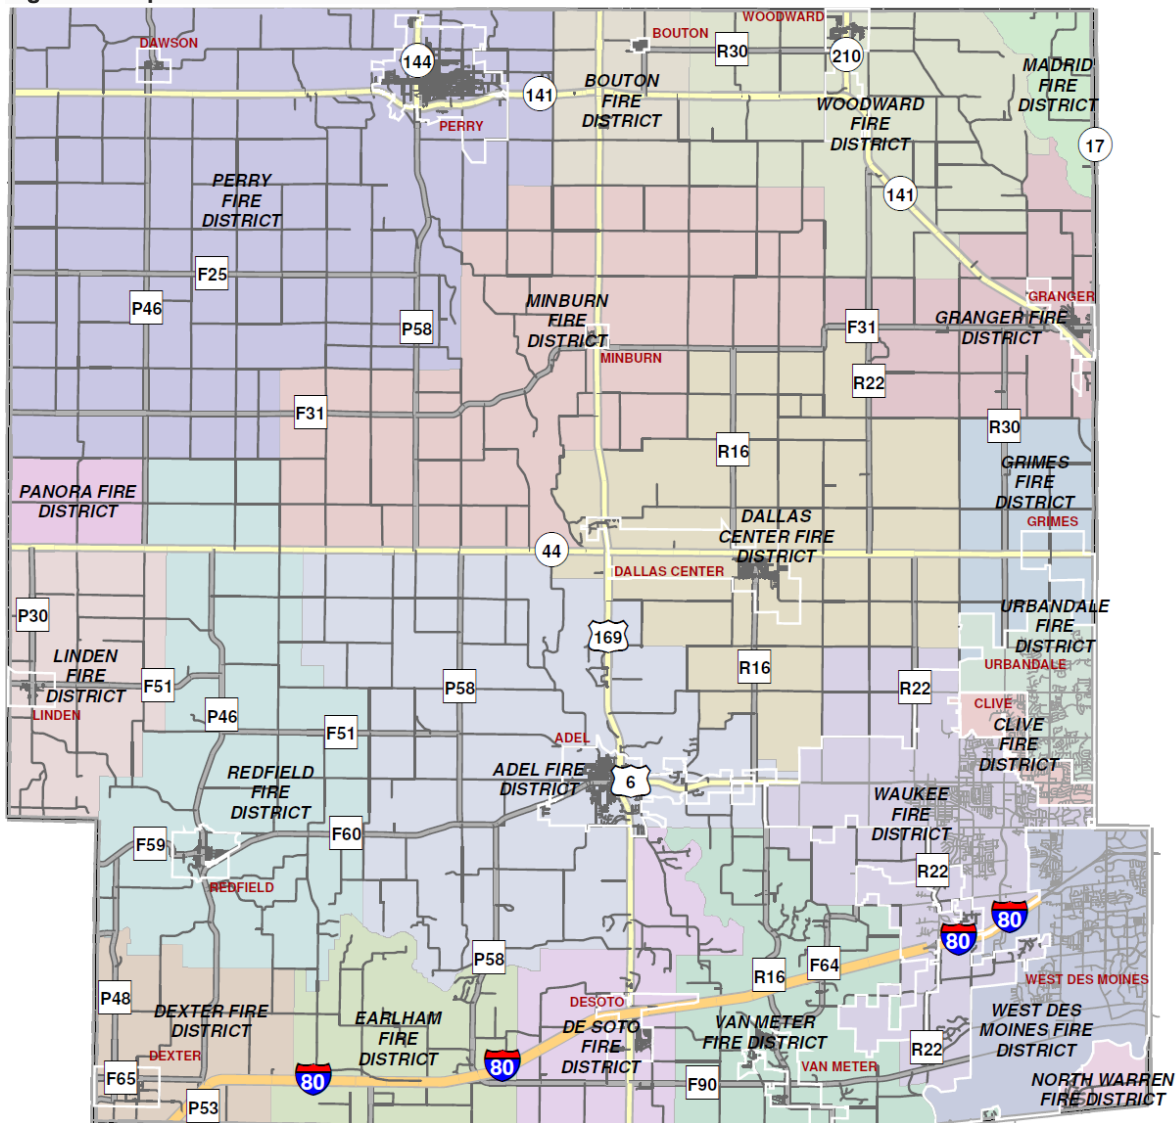 DAWSON
144
PERRY
141
BOUTON
R30
WOODWARD
210
BOUTON
FIRE
DISTRICT
WOODWARD
FIRE
DISTRICT
MADRID
FIRE
DISTRICT
17
141
PERRY
FIRE
DISTRICT
F25
P46
P58
MINBURN
FIRE
DISTRICT
MINBURN
F31
GRANGER
GRANGER FIRE
DISTRICT
R22
F31
R16
R30
GRIMES
FIRE
DISTRICT
GRIMES
PANORA FIRE
DISTRICT
DALLAS
CENTER FIRE
DISTRICT
44
DALLAS CENTER
P30
LINDEN
FIRE
DISTRICT
LINDEN
F51
P46
F51
P58
169
R16
R22
URBANDALE
FIRE
DISTRICT
URBANDALE
CLIVE
CLIVE
FIRE
DISTRICT
ADEL
ADEL FIRE
DISTRICT
6
REDFIELD
FIRE
DISTRICT
F59
F60
REDFIELD
WAUKEE
FIRE
DISTRICT
R22
80
80
P58
R16
F64
P48
DEXTER FIRE
DISTRICT
DEXTER
F65
P53
80
EARLHAM
FIRE
DISTRICT
80
DESOTO
DE SOTO
FIRE
DISTRICT
F90
VAN METER
FIRE DISTRICT
VAN METER
R22
WEST DES MOINES
WEST DES
MOINES FIRE
DISTRICT
NORTH WARREN
FIRE DISTRICT